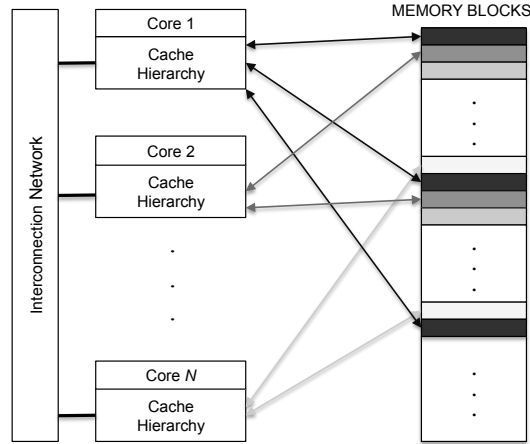 MEMORY BLOCKS
Interconnection Network
Core 1
Cache
Hierarchy
Core 2
Cache
Hierarchy
Core N
Cache
Hierarchy